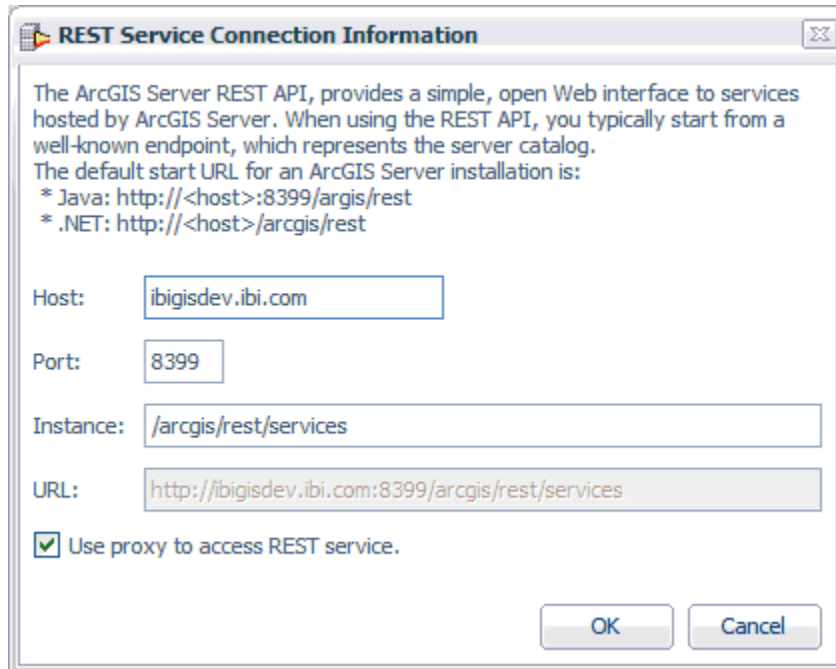 REST Service Connection Information
The ArcGIS Server REST API, provides a simple, open Web interface to services
hosted by ArcGIS Server. When using the REST API, you typically start from a
well-known endpoint, which represents the server catalog.
The default start URL for an ArcGIS Server installation is:
* Java: http://<host>:8399/argis/rest
* .NET: http://<host>/arcgis/rest
Host: ibigisdev.ibi.com
Port: 8399
Instance: /arcgis/rest/services
URL: http://ibigisdev.ibi.com:8399/arcgis/rest/services
Use proxy to access REST service.
OK Cancel